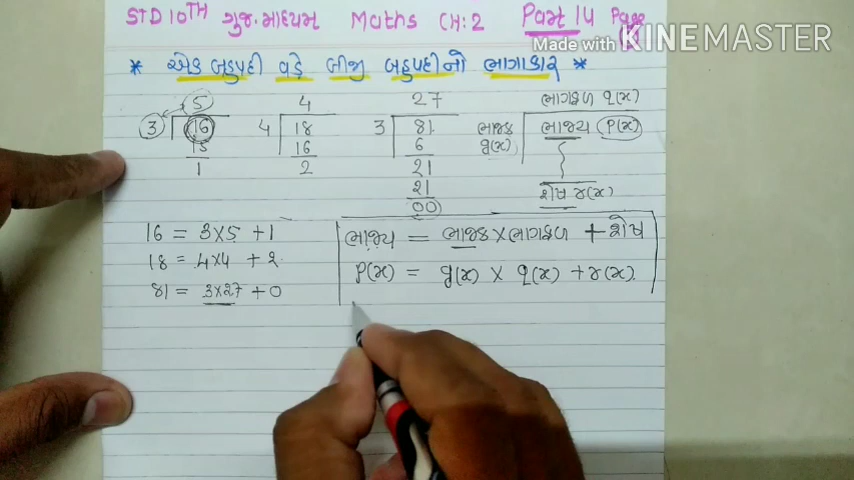 STD 10TH ગુજ. માધ્યમ Maths CH: 2 Part 14 Page
Made with KINEMASTER
* એક બહુપદી વડે બીજી બહુપદીનો ભાગાકાર *
5 4 27 ભાગફળ q(x)
3 16 4 18 3 81 ભાજક ભાજ્ય P(x)
15 16 6 g(x)
1 2 21
21 શેષ r(x)
00
16 = 3×5 + 1 ભાજ્ય = ભાજક × ભાગફળ + શેષ
18 = 4×4 + 2 P(x) = g(x) × q(x) + r(x).
81 = 3×27 + 0